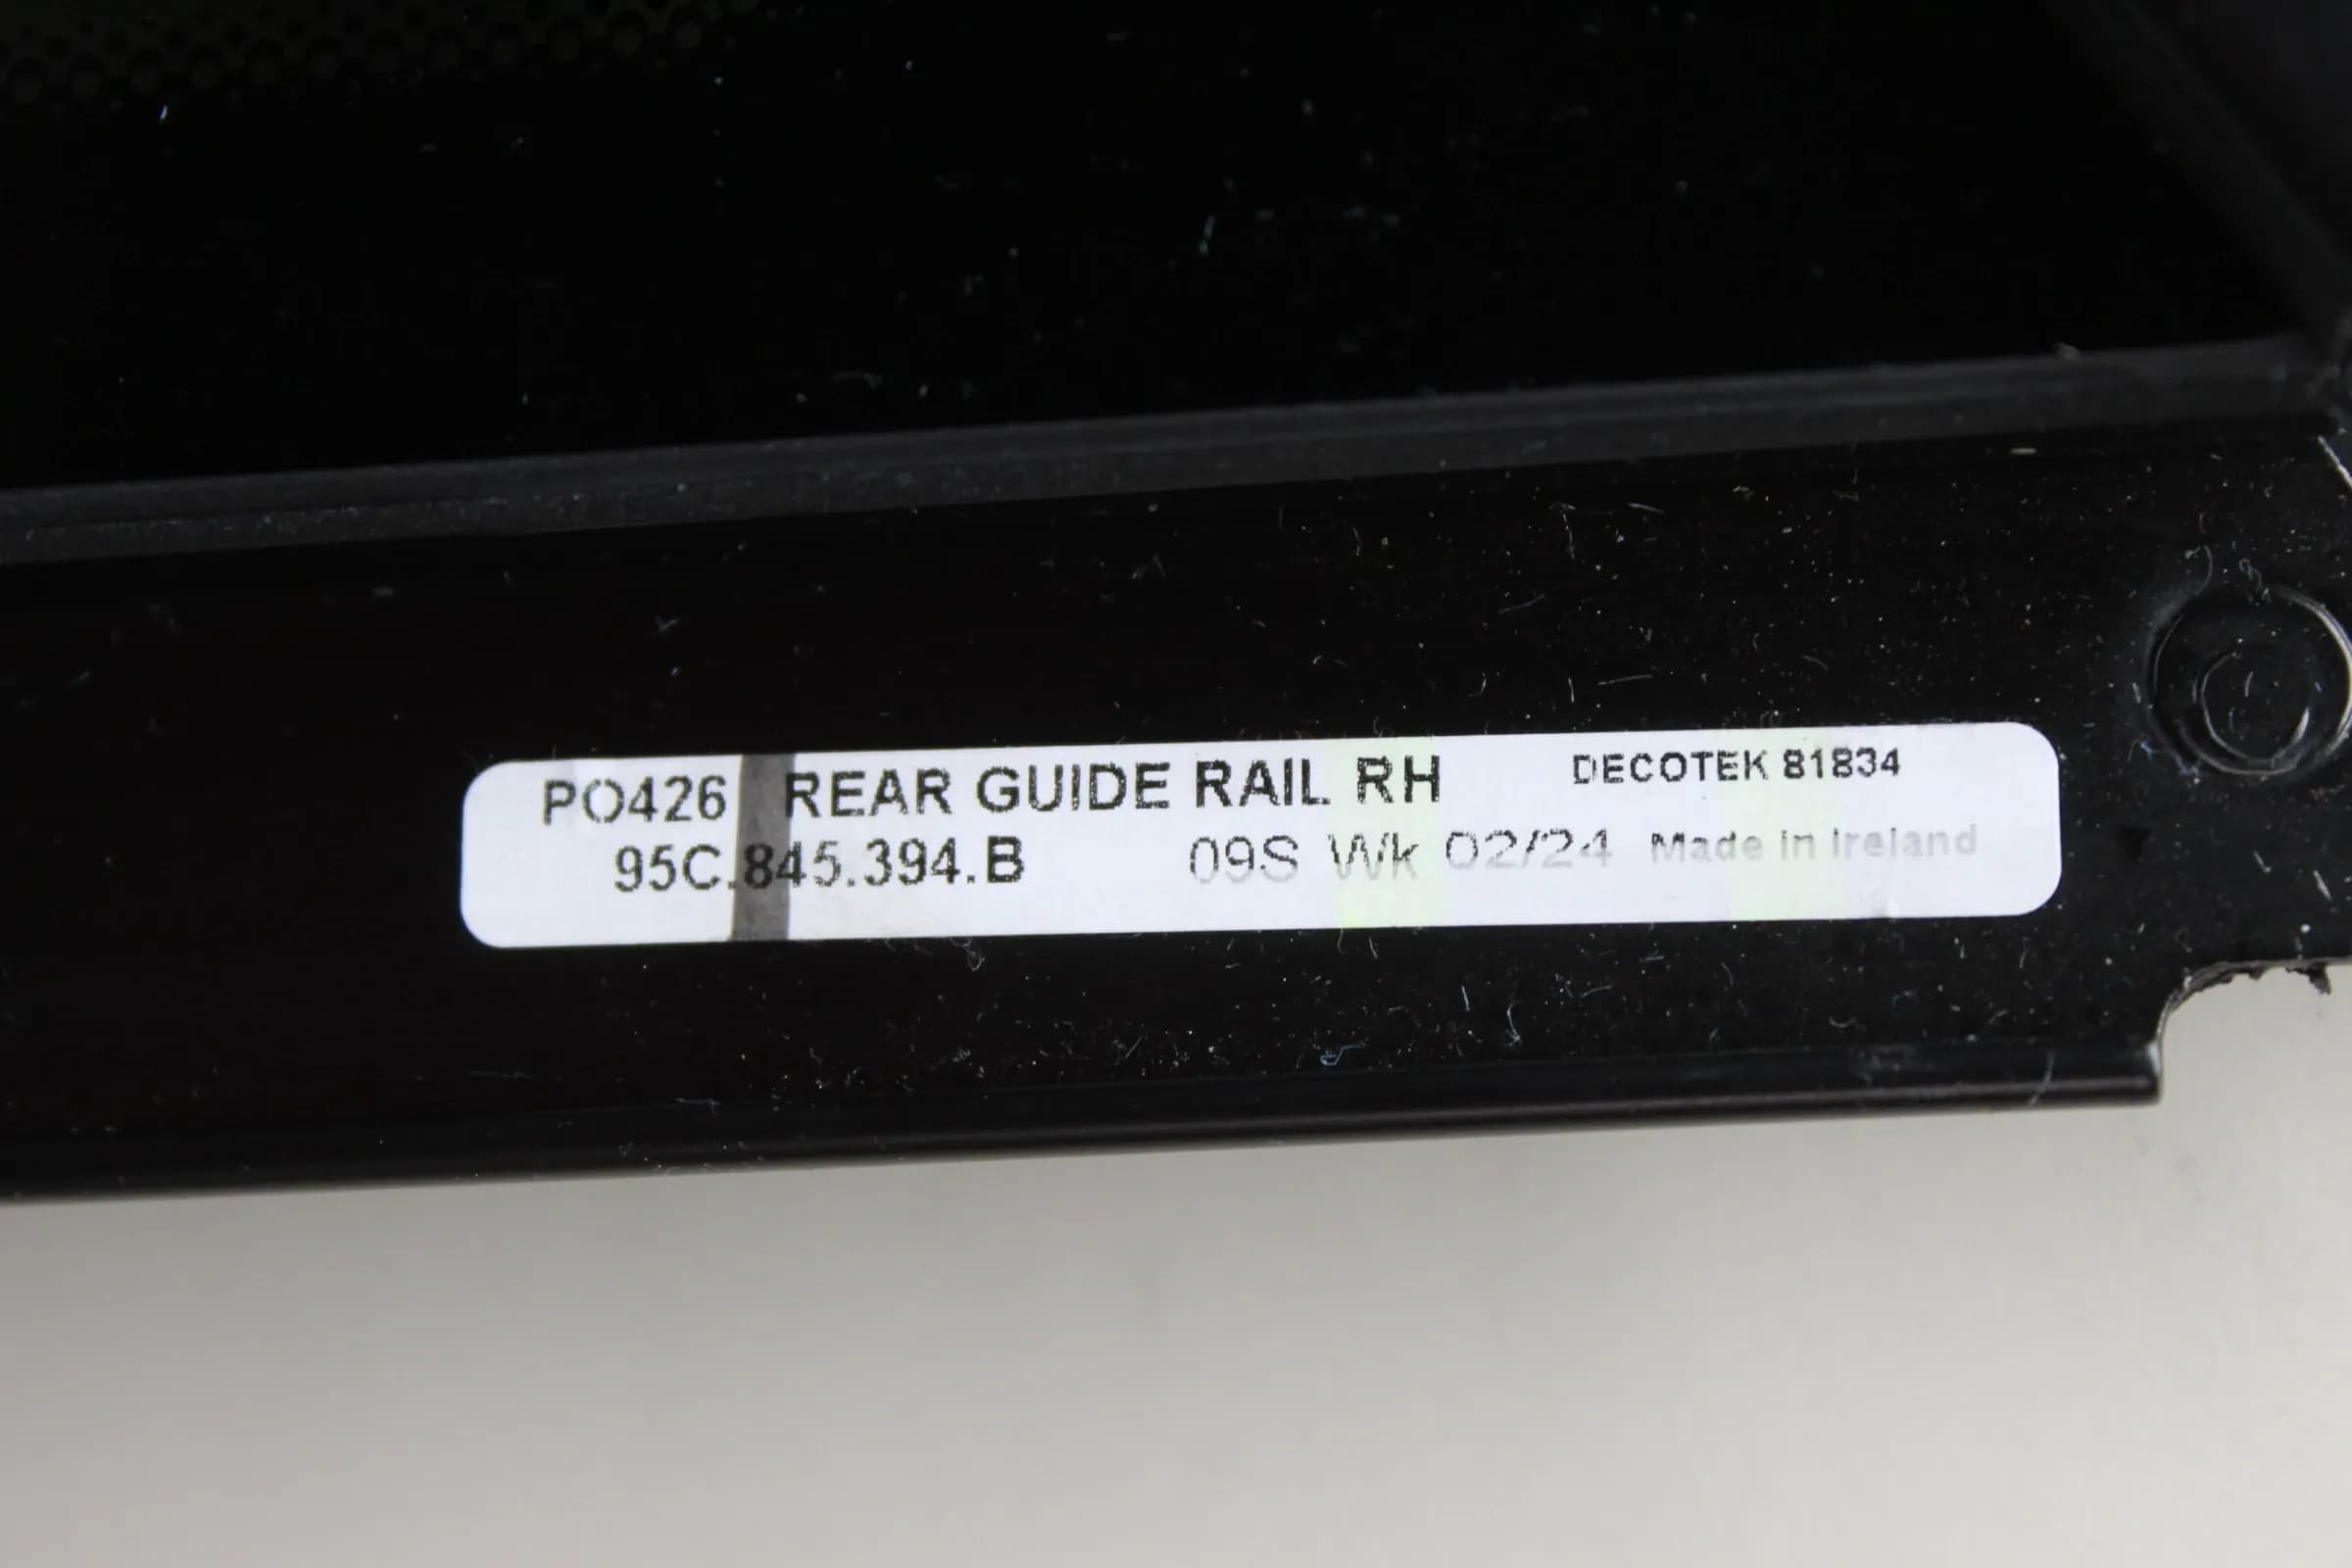 PO426 REAR GUIDE RAIL RH DECOTEK 81834
95C.845.394.B 09S Wk 02/24 Made in Ireland